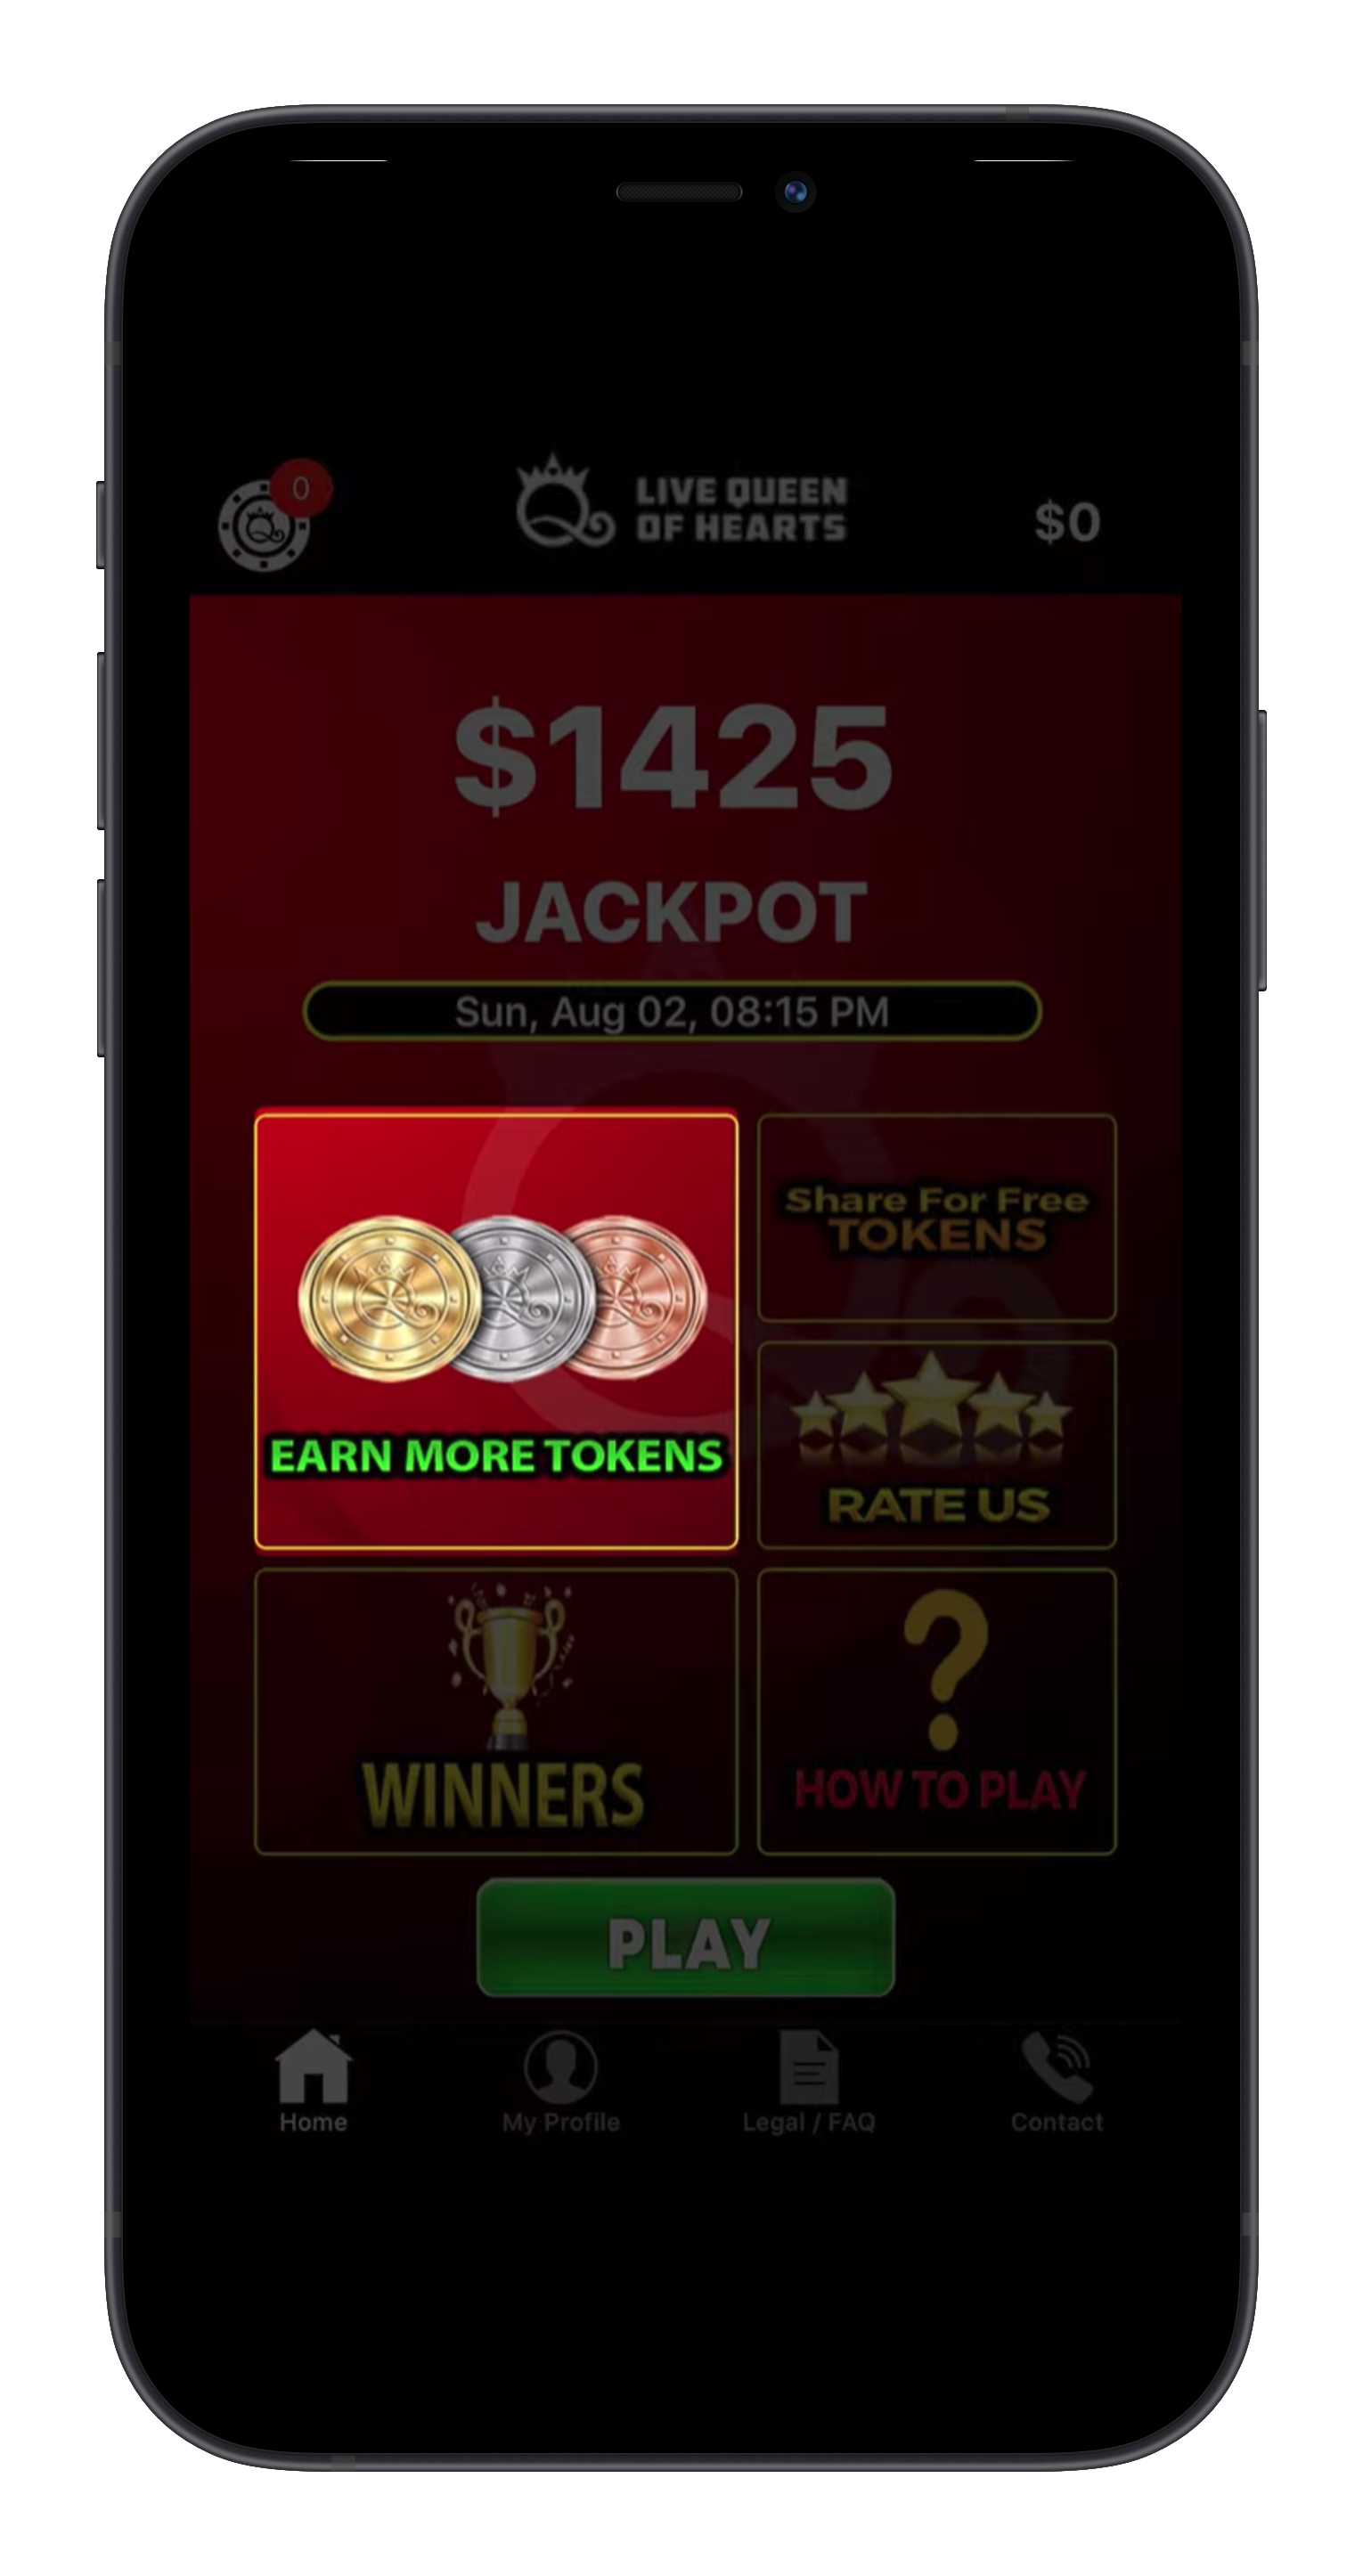 0
LIVE QUEEN
OF HEARTS
$0
$1425
JACKPOT
Sun, Aug 02, 08:15 PM
EARN MORE TOKENS
Share For Free
TOKENS
RATE US
WINNERS
HOW TO PLAY
PLAY
Home
My Profile
Legal / FAQ
Contact